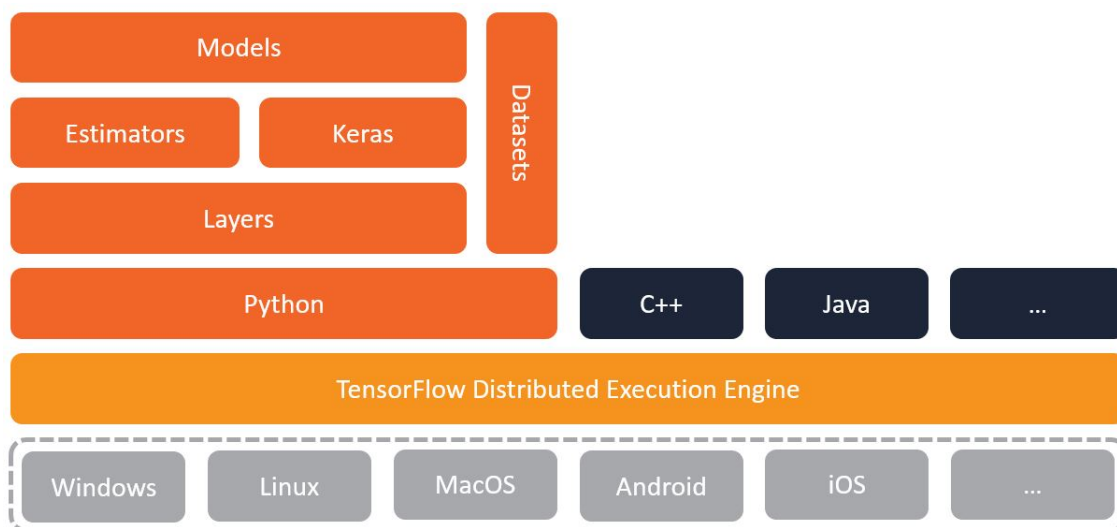 Models
Datasets
Estimators
Keras
Layers
Python
C++
Java
...
TensorFlow Distributed Execution Engine
Windows
Linux
MacOS
Android
iOS
...